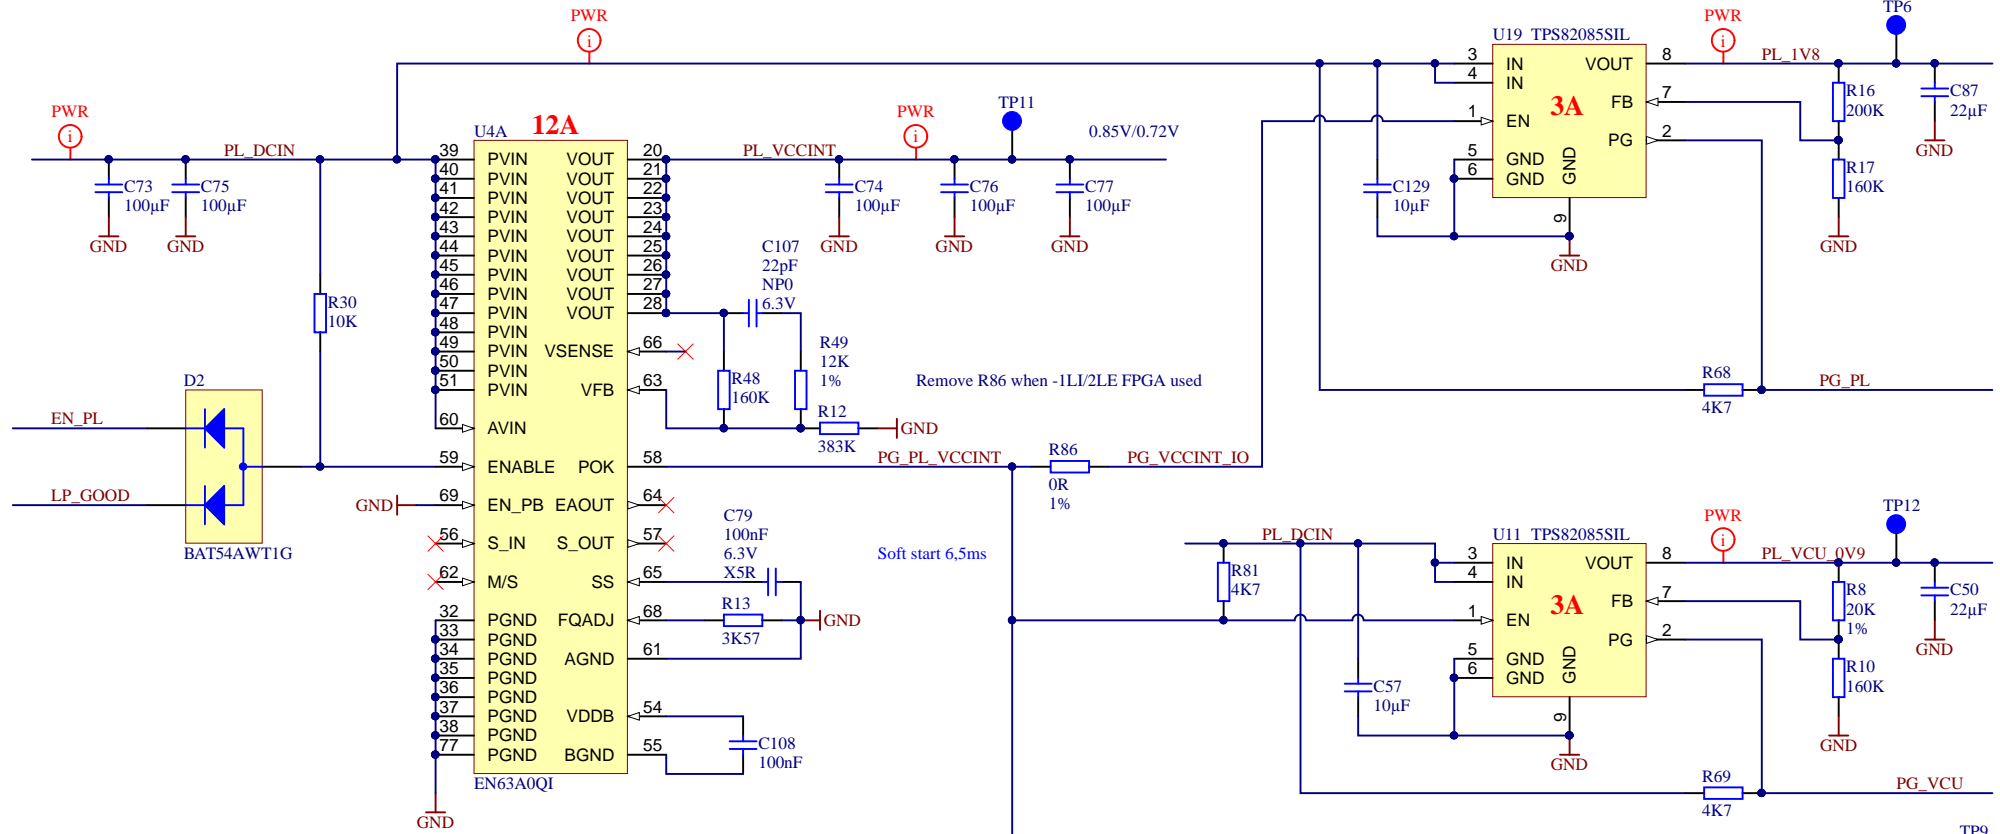 PWR
TP6
PWR
U19 TPS82085SIL
3 IN VOUT 8 PL_1V8
4 IN
R16
200K
C87
22µF
FB 7
3A
1 EN
PG 2
GND
5 GND
6 GND
GND
9
R17
160K
C129
10µF
GND
GND
PWR
TP11
PWR
U4A
12A
0.85V/0.72V
PL_DCIN
PL_VCCINT
39 PVIN VOUT 20
40 PVIN VOUT 21
41 PVIN VOUT 22
42 PVIN VOUT 23
43 PVIN VOUT 24
44 PVIN VOUT 25
45 PVIN VOUT 26
46 PVIN VOUT 27
47 PVIN VOUT 28
48 PVIN
49 PVIN VSENSE 66
50 PVIN
51 PVIN VFB 63
60 AVIN
59 ENABLE POK 58
69 EN_PB EAOUT 64
56 S_IN S_OUT 57
62 M/S SS 65
32 PGND FQADJ 68
33 PGND
34 PGND AGND 61
35 PGND
36 PGND
37 PGND VDDB 54
38 PGND
77 PGND BGND 55
EN63A0QI
GND
C73
100µF
C75
100µF
GND
GND
C74
100µF
C76
100µF
C77
100µF
GND
GND
GND
C107
22pF
NP0
6.3V
R30
10K
R49
12K
1%
R48
160K
R12
383K
GND
Remove R86 when -1LI/2LE FPGA used
R68
4K7
PG_PL
D2
EN_PL
LP_GOOD
BAT54AWT1G
GND
PG_PL_VCCINT
R86
0R
1%
PG_VCCINT_IO
C79
100nF
6.3V
X5R
Soft start 6,5ms
R13
3K57
GND
C108
100nF
PL_DCIN
R81
4K7
PWR
TP12
U11 TPS82085SIL
3 IN VOUT 8 PL_VCU_0V9
4 IN
3A
FB 7
1 EN
PG 2
5 GND
6 GND
GND
9
R8
20K
1%
C50
22µF
GND
R10
160K
C57
10µF
GND
GND
R69
4K7
PG_VCU
TP9